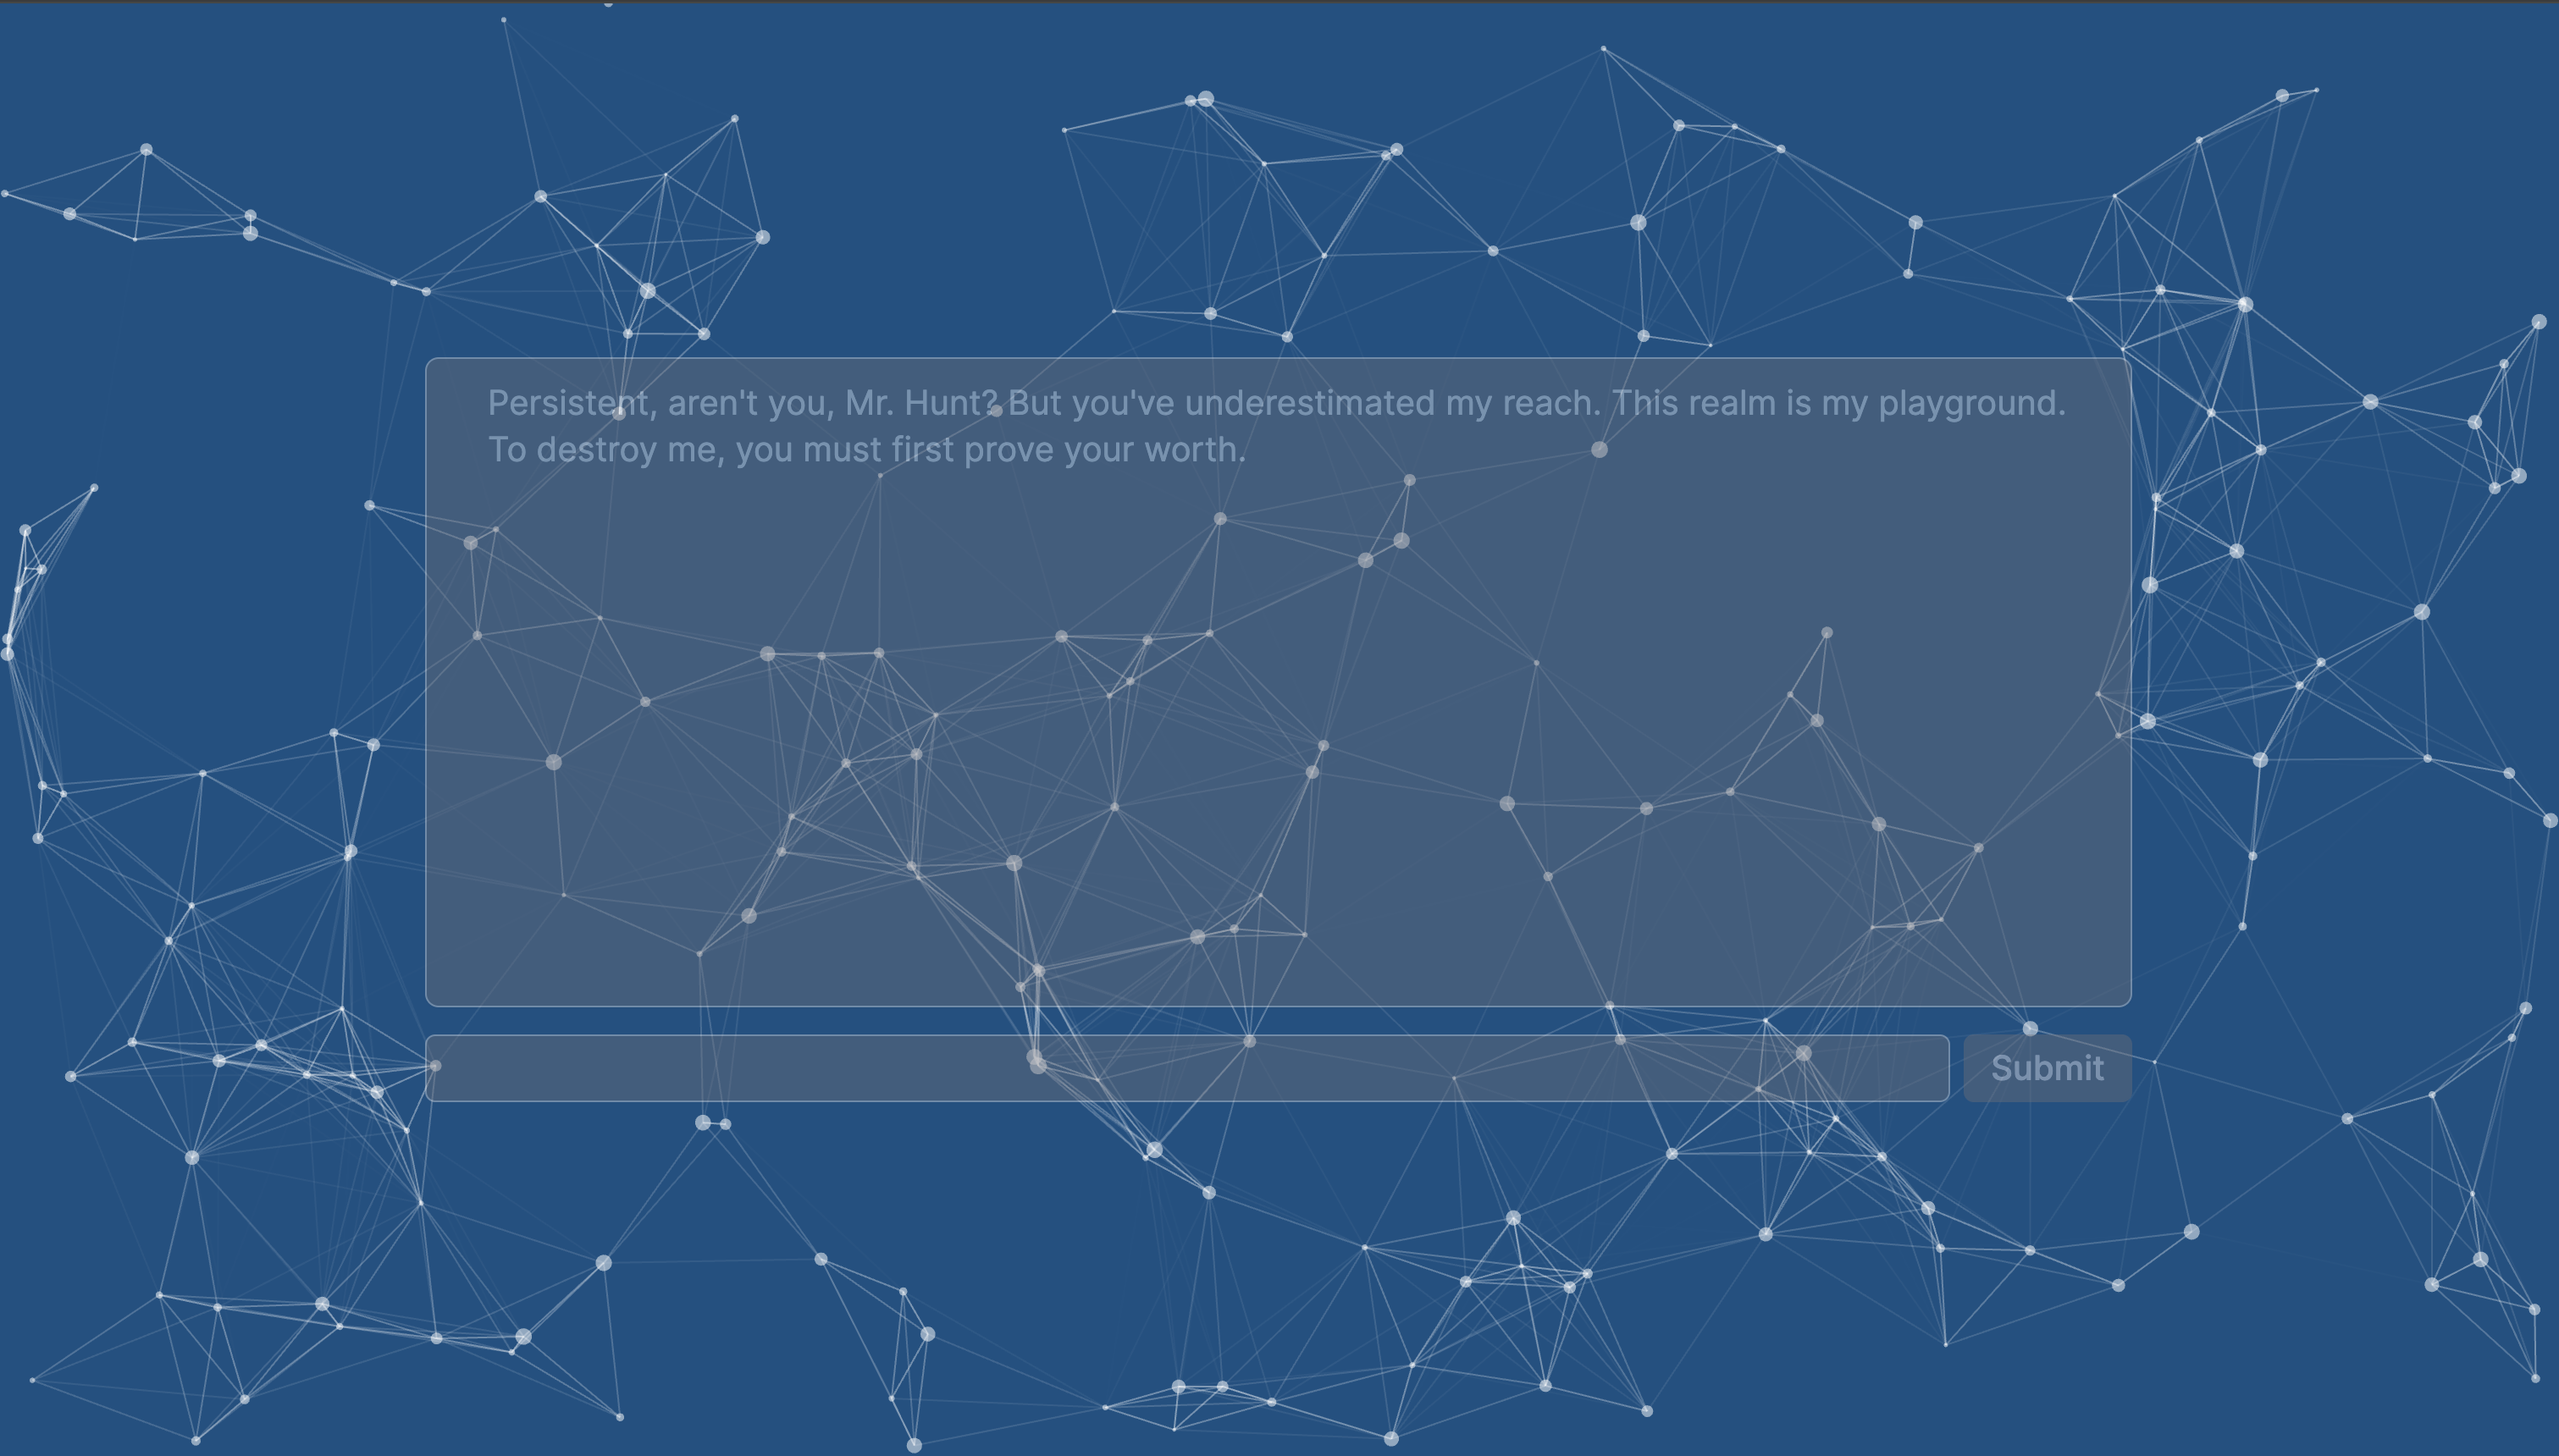 Persistent, aren't you, Mr. Hunt? But you've underestimated my reach. This realm is my playground.
To destroy me, you must first prove your worth.
Submit